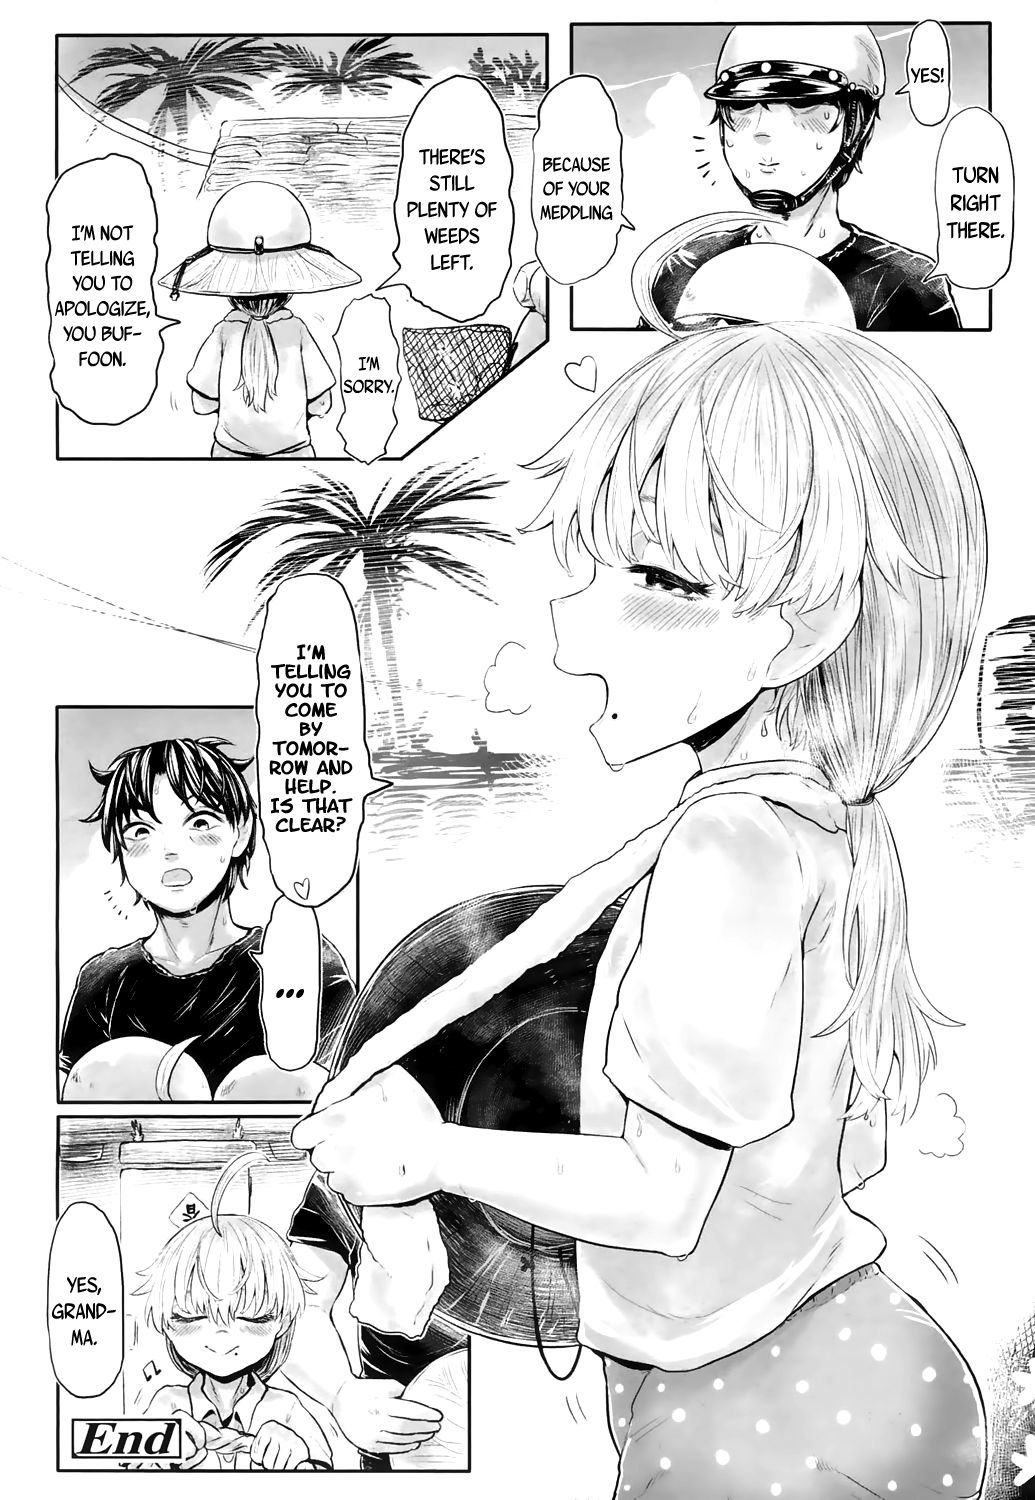 YES!
TURN
RIGHT
THERE.
BECAUSE
OF YOUR
MEDDLING
THERE'S
STILL
PLENTY OF
WEEDS
LEFT.
I'M
SORRY.
I'M NOT
TELLING
YOU TO
APOLOGIZE,
YOU BUF-
FOON.
I'M
TELLING
YOU TO
COME
BY
TOMOR-
ROW AND
HELP.
IS THAT
CLEAR?
...
YES,
GRAND-
MA.
End